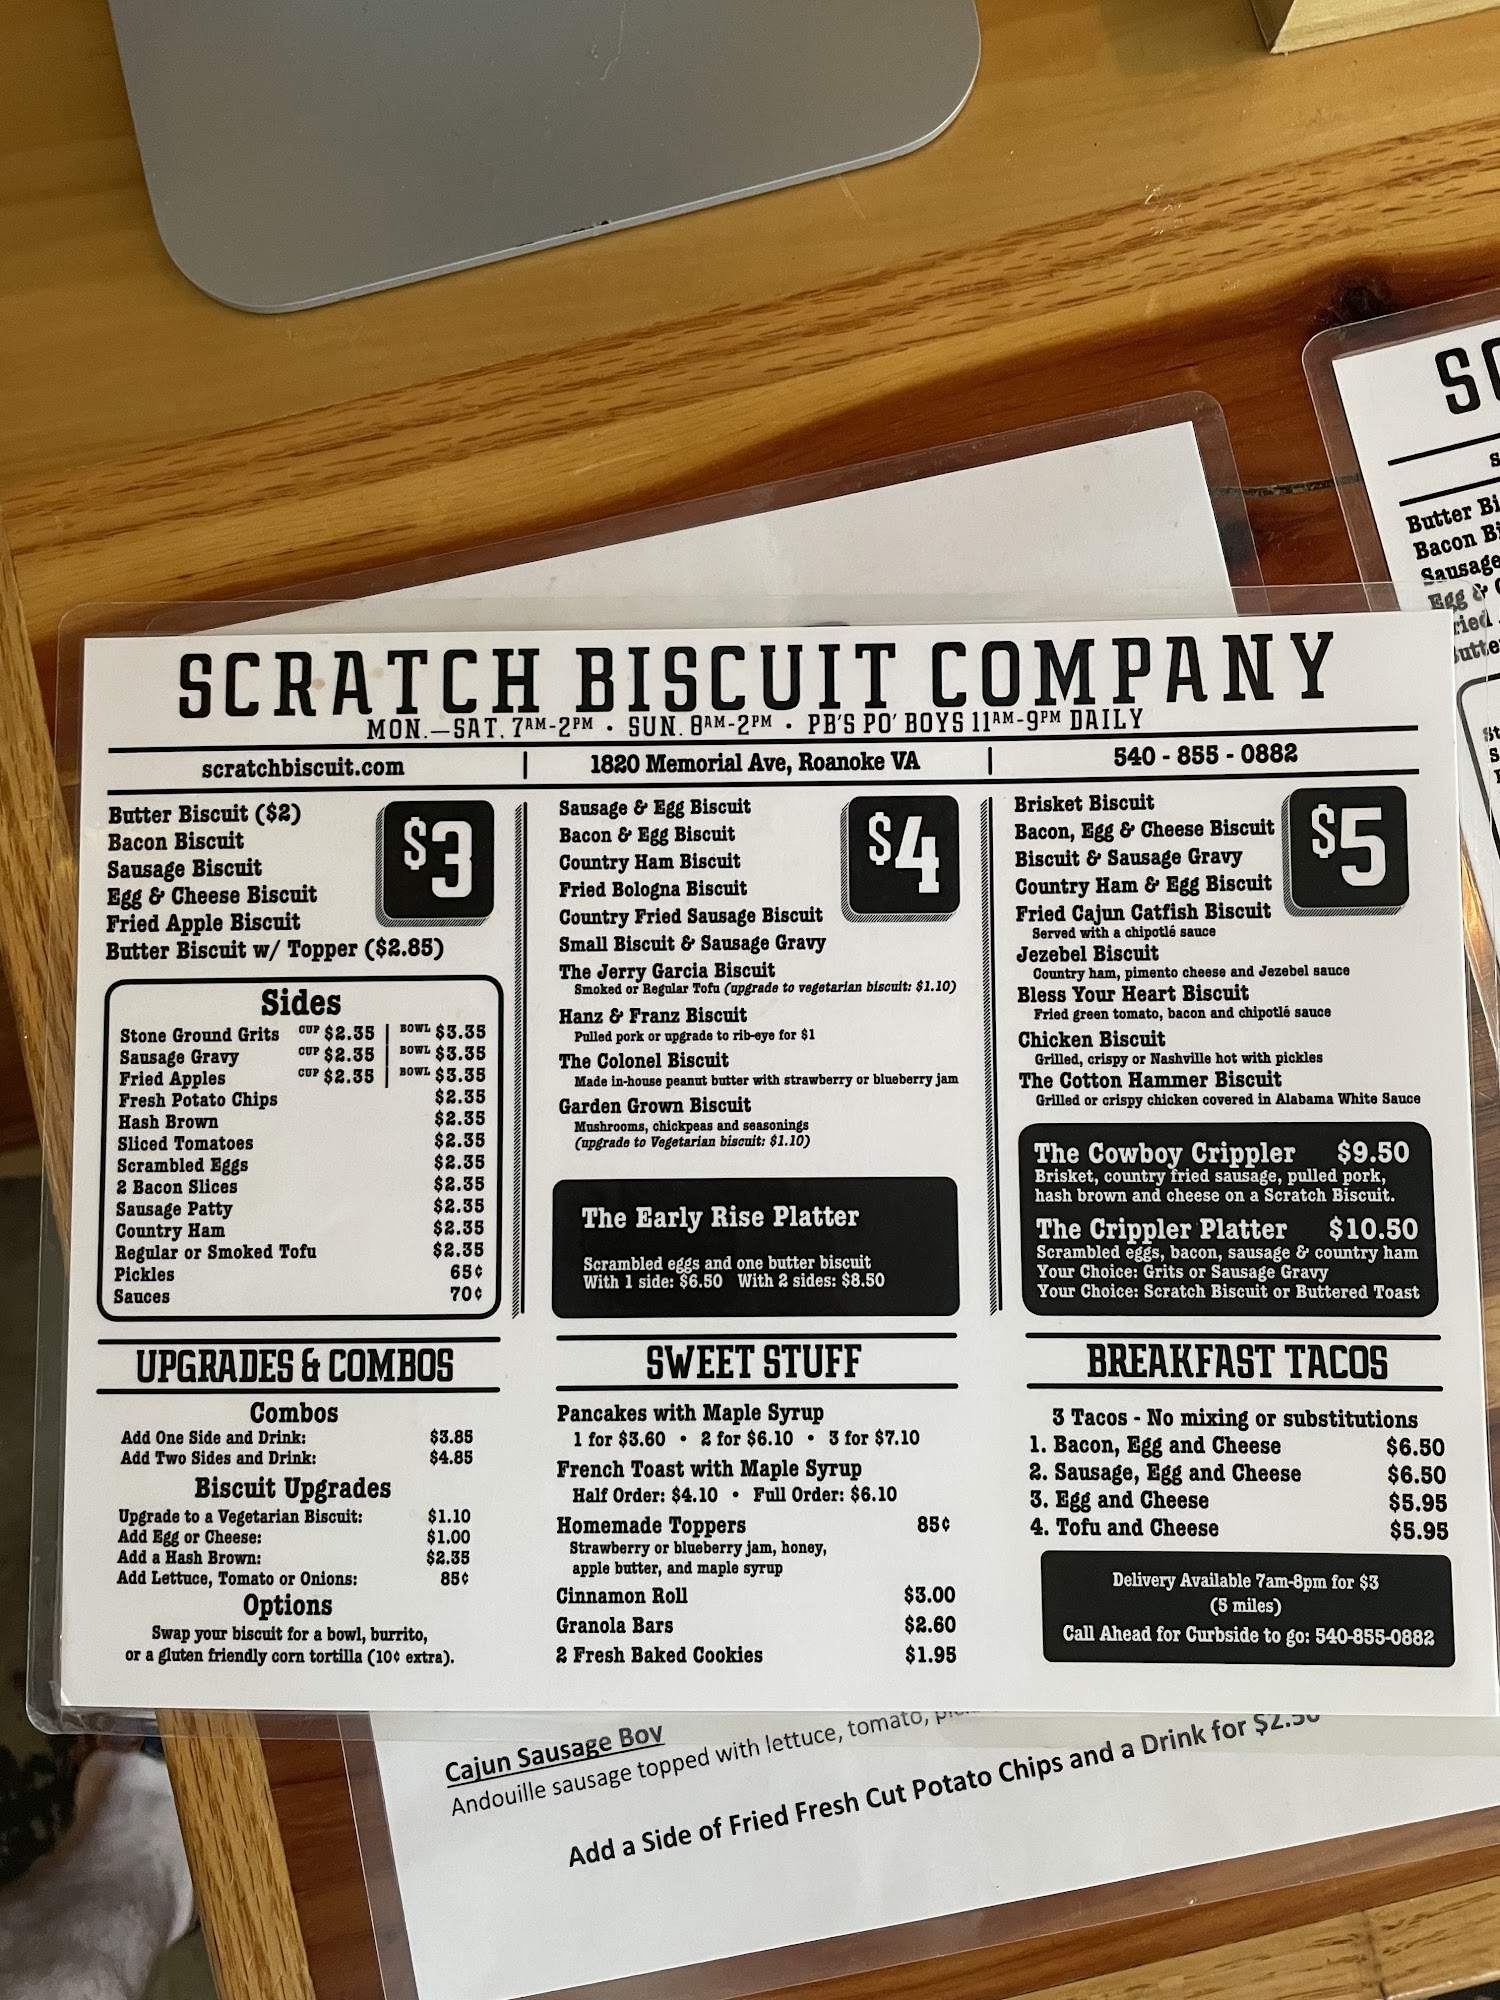 SCRATCH BISCUIT COMPANY
MON.—SAT. 7AM-2PM • SUN. 8AM-2PM • PB'S PO' BOYS 11AM-9PM DAILY
scratchbiscuit.com | 1820 Memorial Ave, Roanoke VA | 540 - 855 - 0882
$3
Butter Biscuit ($2)
Bacon Biscuit
Sausage Biscuit
Egg & Cheese Biscuit
Fried Apple Biscuit
Butter Biscuit w/ Topper ($2.85)
Sides
Stone Ground Grits CUP $2.35 | BOWL $3.35
Sausage Gravy CUP $2.35 | BOWL $3.35
Fried Apples CUP $2.35 | BOWL $3.35
Fresh Potato Chips $2.35
Hash Brown $2.35
Sliced Tomatoes $2.35
Scrambled Eggs $2.35
2 Bacon Slices $2.35
Sausage Patty $2.35
Country Ham $2.35
Regular or Smoked Tofu $2.35
Pickles 65¢
Sauces 70¢
UPGRADES & COMBOS
Combos
Add One Side and Drink: $3.85
Add Two Sides and Drink: $4.85
Biscuit Upgrades
Upgrade to a Vegetarian Biscuit: $1.10
Add Egg or Cheese: $1.00
Add a Hash Brown: $2.35
Add Lettuce, Tomato or Onions: 85¢
Options
Swap your biscuit for a bowl, burrito,
or a gluten friendly corn tortilla (10¢ extra).
$4
Sausage & Egg Biscuit
Bacon & Egg Biscuit
Country Ham Biscuit
Fried Bologna Biscuit
Country Fried Sausage Biscuit
Small Biscuit & Sausage Gravy
The Jerry Garcia Biscuit
Smoked or Regular Tofu (upgrade to vegetarian biscuit: $1.10)
Hanz & Franz Biscuit
Pulled pork or upgrade to rib-eye for $1
The Colonel Biscuit
Made in-house peanut butter with strawberry or blueberry jam
Garden Grown Biscuit
Mushrooms, chickpeas and seasonings
(upgrade to Vegetarian biscuit: $1.10)
The Early Rise Platter
Scrambled eggs and one butter biscuit
With 1 side: $6.50 With 2 sides: $8.50
SWEET STUFF
Pancakes with Maple Syrup
1 for $3.60 • 2 for $6.10 • 3 for $7.10
French Toast with Maple Syrup
Half Order: $4.10 • Full Order: $6.10
Homemade Toppers 85¢
Strawberry or blueberry jam, honey,
apple butter, and maple syrup
Cinnamon Roll $3.00
Granola Bars $2.60
2 Fresh Baked Cookies $1.95
$5
Brisket Biscuit
Bacon, Egg & Cheese Biscuit
Biscuit & Sausage Gravy
Country Ham & Egg Biscuit
Fried Cajun Catfish Biscuit
Served with a chipotlé sauce
Jezebel Biscuit
Country ham, pimento cheese and Jezebel sauce
Bless Your Heart Biscuit
Fried green tomato, bacon and chipotlé sauce
Chicken Biscuit
Grilled, crispy or Nashville hot with pickles
The Cotton Hammer Biscuit
Grilled or crispy chicken covered in Alabama White Sauce
The Cowboy Crippler $9.50
Brisket, country fried sausage, pulled pork,
hash brown and cheese on a Scratch Biscuit.
The Crippler Platter $10.50
Scrambled eggs, bacon, sausage & country ham
Your Choice: Grits or Sausage Gravy
Your Choice: Scratch Biscuit or Buttered Toast
BREAKFAST TACOS
3 Tacos - No mixing or substitutions
1. Bacon, Egg and Cheese $6.50
2. Sausage, Egg and Cheese $6.50
3. Egg and Cheese $5.95
4. Tofu and Cheese $5.95
Delivery Available 7am-8pm for $3
(5 miles)
Call Ahead for Curbside to go: 540-855-0882
Cajun Sausage Boy
Andouille sausage topped with lettuce, tomato,
Add a Side of Fried Fresh Cut Potato Chips and a Drink for
Butter
Bacon
Sausage
Egg &